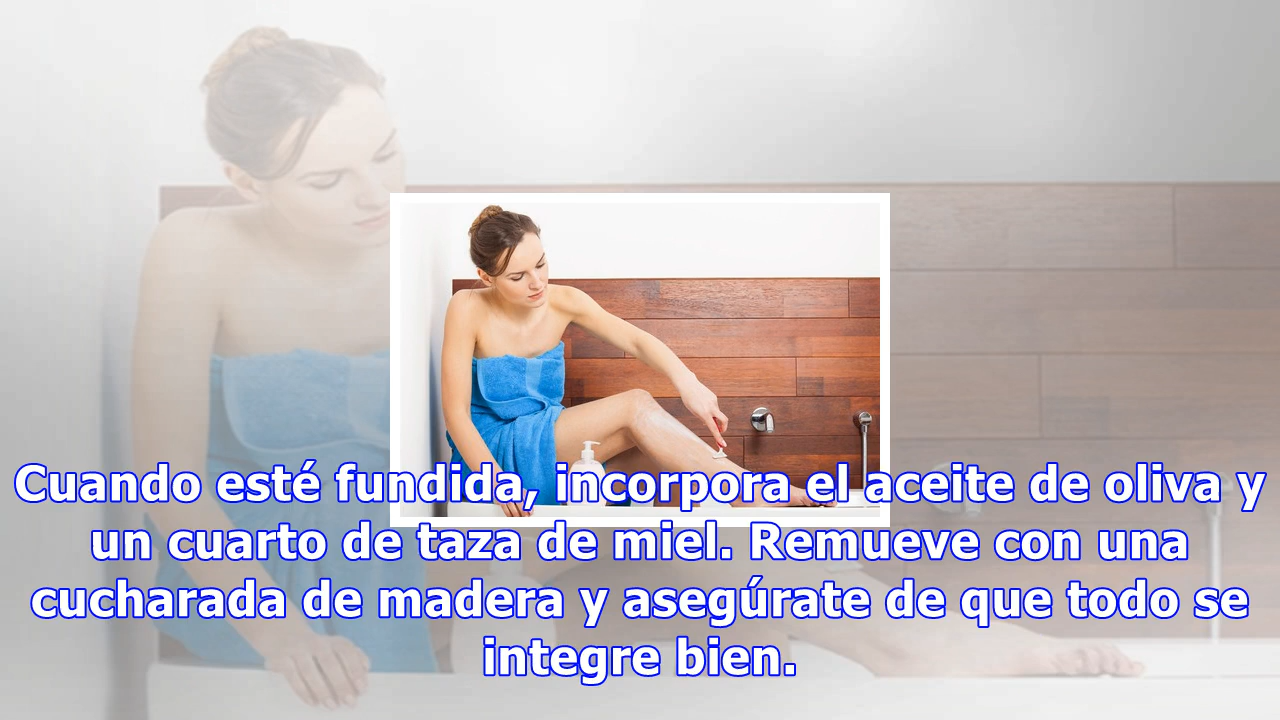 Cuando esté fundida, incorpora el aceite de oliva y
un cuarto de taza de miel. Remueve con una
cucharada de madera y asegúrate de que todo se
integre bien.